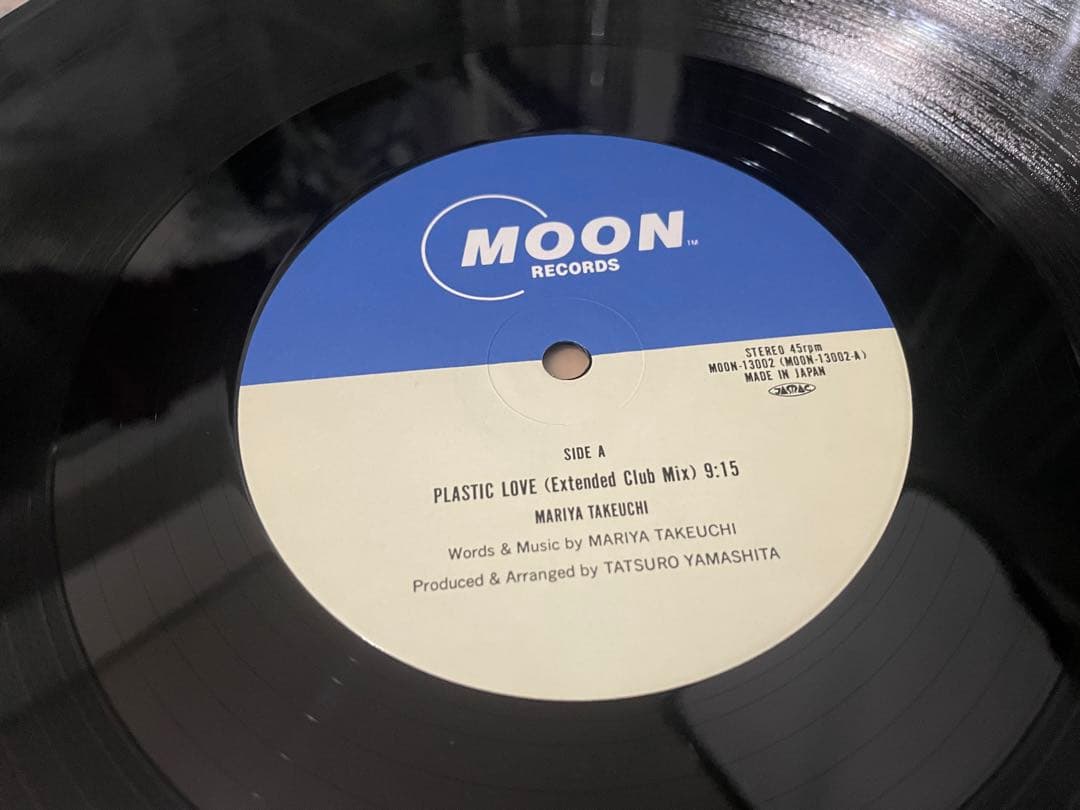 MOON TM
RECORDS
STEREO 45rpm
MOON-13002 (MOON-13002-A)
MADE IN JAPAN
JASRAC
SIDE A
PLASTIC LOVE (Extended Club Mix) 9:15
MARIYA TAKEUCHI
Words & Music by MARIYA TAKEUCHI
Produced & Arranged by TATSURO YAMASHITA